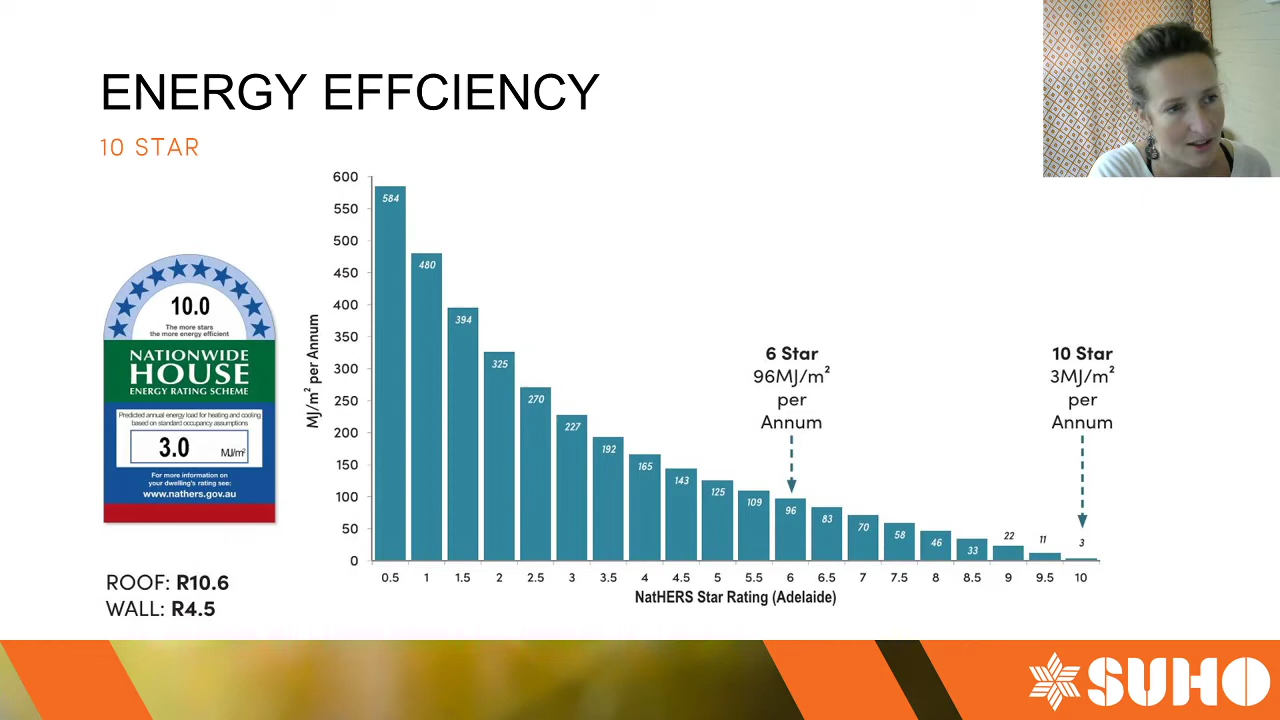 ENERGY EFFCIENCY
10 STAR
10.0
The more stars
the more energy efficient
NATIONWIDE
HOUSE
ENERGY RATING SCHEME
Predicted annual energy load for heating and cooling
based on standard occupancy assumptions
3.0 MJ/m²
For more information on
your dwelling's rating see:
www.nathers.gov.au
ROOF: R10.6
WALL: R4.5
MJ/m² per Annum
600
550
500
450
400
350
300
250
200
150
100
50
0
584
480
394
325
270
227
192
165
143
125
109
96
83
70
58
46
33
22
11
3
6 Star
96MJ/m²
per
Annum
10 Star
3MJ/m²
per
Annum
0.5 1 1.5 2 2.5 3 3.5 4 4.5 5 5.5 6 6.5 7 7.5 8 8.5 9 9.5 10
NatHERS Star Rating (Adelaide)
SUHO